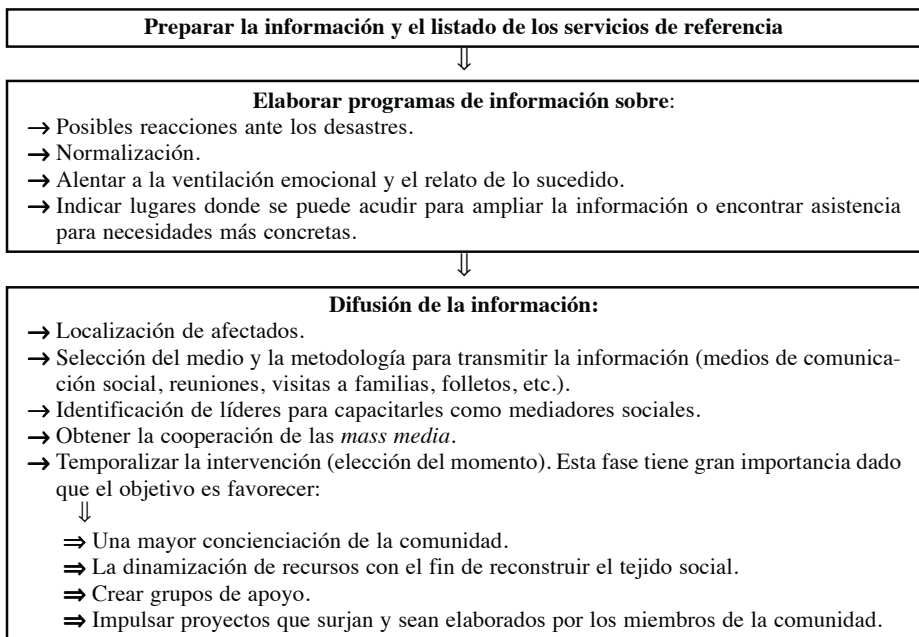 Preparar la información y el listado de los servicios de referencia
⇓
Elaborar programas de información sobre:
→ Posibles reacciones ante los desastres.
→ Normalización.
→ Alentar a la ventilación emocional y el relato de lo sucedido.
→ Indicar lugares donde se puede acudir para ampliar la información o encontrar asistencia
para necesidades más concretas.
⇓
Difusión de la información:
→ Localización de afectados.
→ Selección del medio y la metodología para transmitir la información (medios de comunica-
ción social, reuniones, visitas a familias, folletos, etc.).
→ Identificación de líderes para capacitarles como mediadores sociales.
→ Obtener la cooperación de las mass media.
→ Temporalizar la intervención (elección del momento). Esta fase tiene gran importancia dado
que el objetivo es favorecer:
⇓
⇒ Una mayor concienciación de la comunidad.
⇒ La dinamización de recursos con el fin de reconstruir el tejido social.
⇒ Crear grupos de apoyo.
⇒ Impulsar proyectos que surjan y sean elaborados por los miembros de la comunidad.